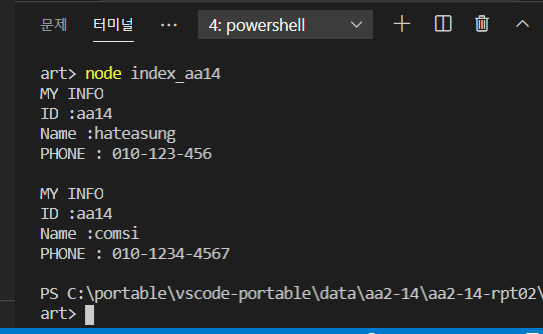 문제 터미널 ... 4: powershell
art> node index_aa14
MY INFO
ID :aa14
Name :hateasung
PHONE : 010-123-456
MY INFO
ID :aa14
Name :comsi
PHONE : 010-1234-4567
PS C:\portable\vscode-portable\data\aa2-14\aa2-14-rpt02\
art>